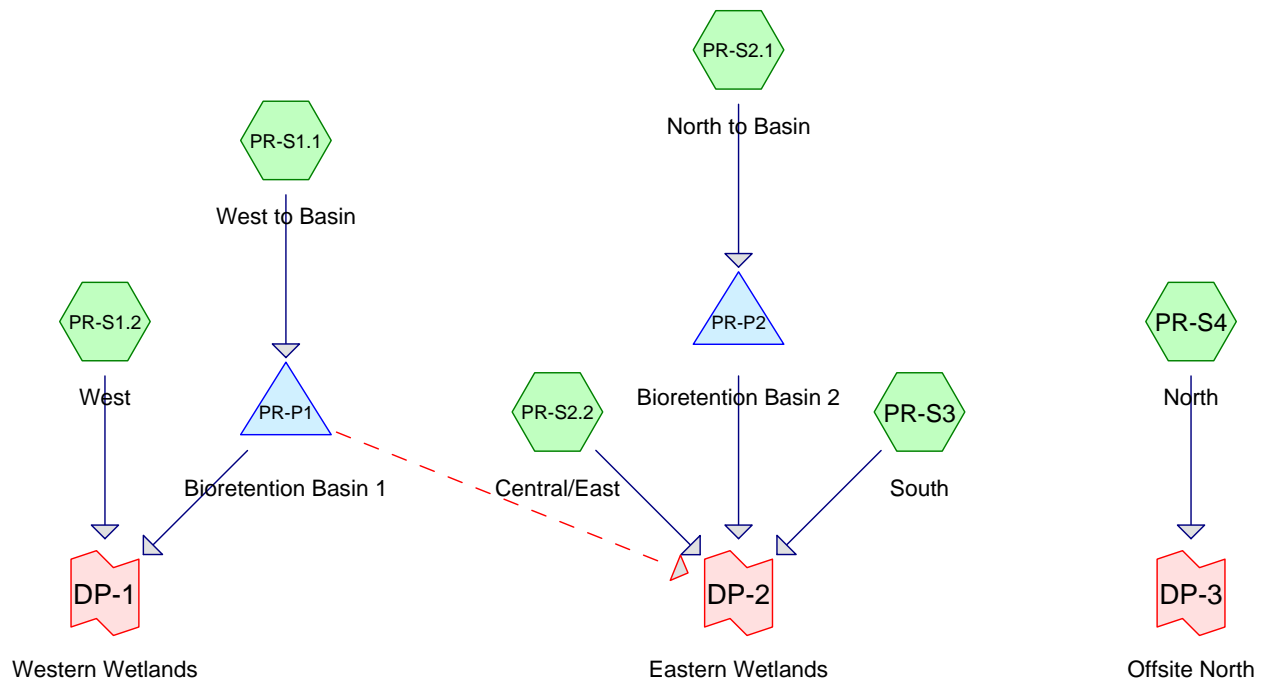 PR-S2.1
North to Basin
PR-S1.1
West to Basin
PR-S1.2
West
PR-P2
Bioretention Basin 2
PR-S4
North
PR-P1
Bioretention Basin 1
PR-S2.2
Central/East
PR-S3
South
DP-1
Western Wetlands
DP-2
Eastern Wetlands
DP-3
Offsite North